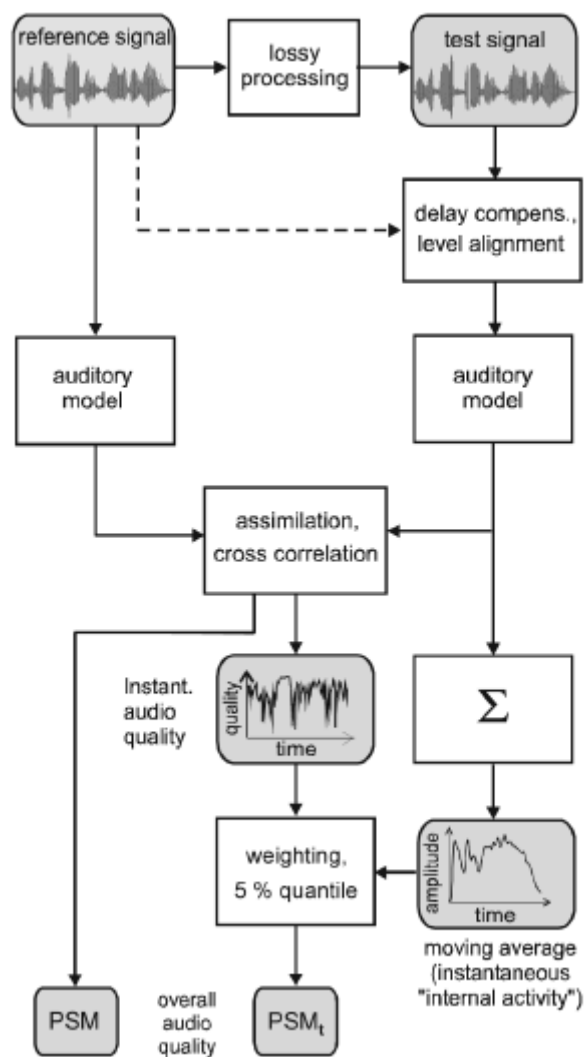 reference signal
lossy
processing
test signal
delay compens.,
level alignment
auditory
model
auditory
model
assimilation,
cross correlation
Instant.
audio
quality
quality
time
Σ
weighting,
5 % quantile
amplitude
time
moving average
(instantaneous
"internal activity")
PSM
overall
audio
quality
PSMt